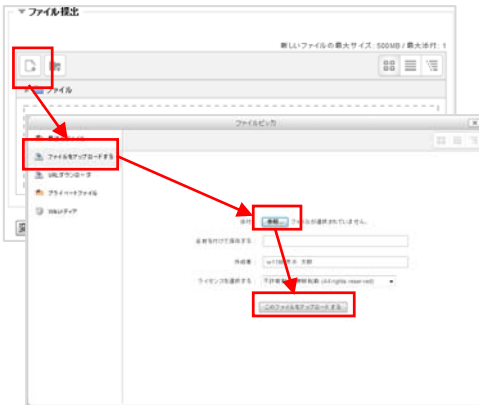 ▼ファイル提出
新しいファイルの最大サイズ: 500MB / 最大添付: 1
ファイル
ファイルピッカ
ファイルをアップロードする
URLダウンローダ
プライベートファイル
Wikiメディア
添付
参照... ファイルが選択されていません。
名前を付けて保存する
作成者
ライセンスを選択する (All rights reserved)
このファイルをアップロードする